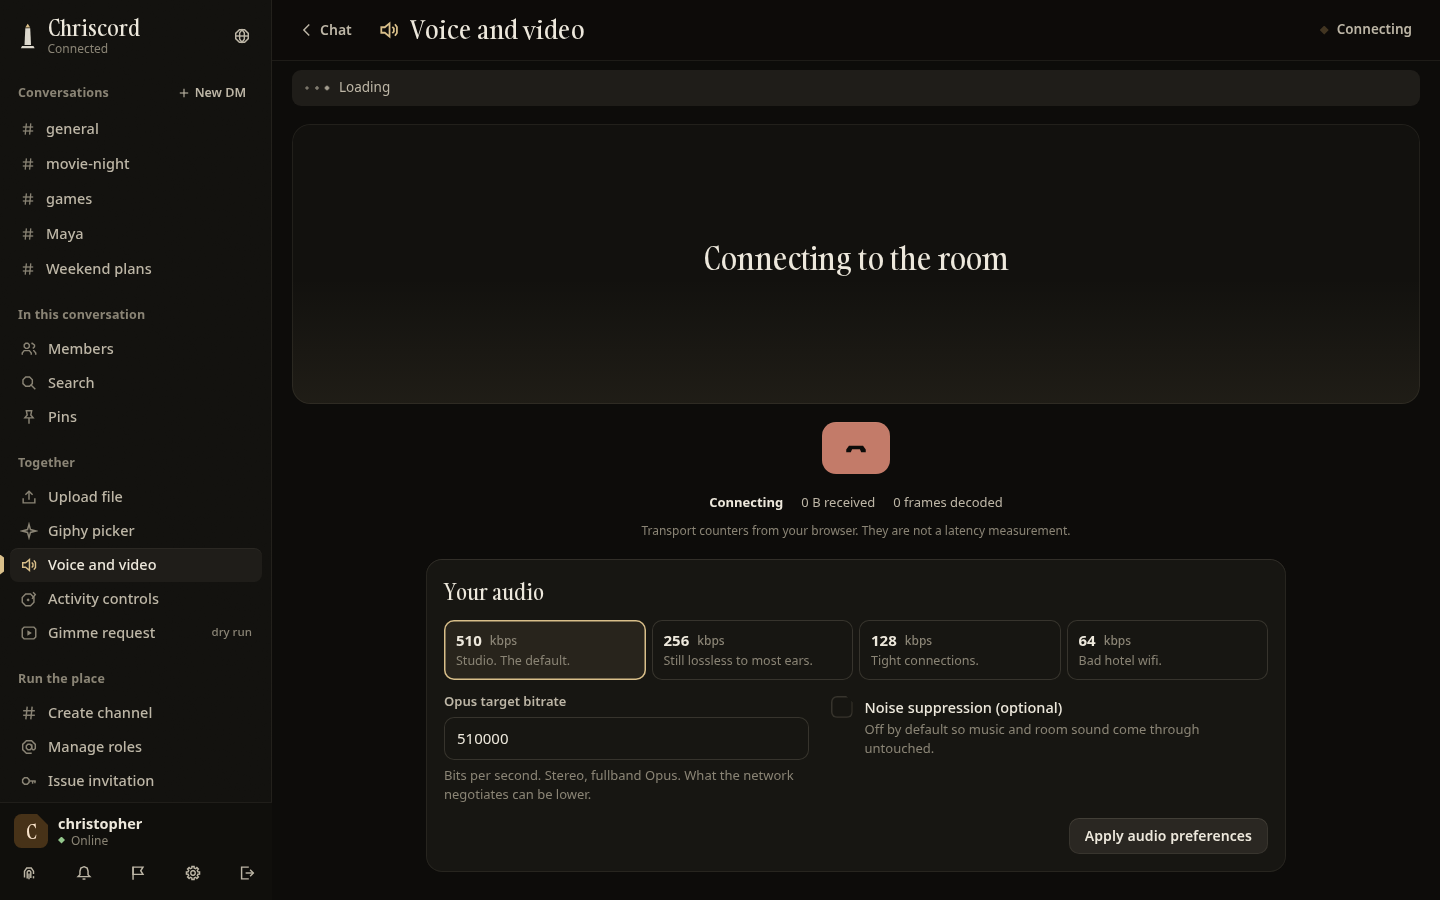 Chriscord
Connected
Conversations
+ New DM
# general
# movie-night
# games
# Maya
# Weekend plans
In this conversation
Members
Search
Pins
Together
Upload file
Giphy picker
Voice and video
Activity controls
Gimme request dry run
Run the place
# Create channel
Manage roles
Issue invitation
C
christopher
Online
Chat
Voice and video
Connecting
Loading
Connecting to the room
Connecting 0 B received 0 frames decoded
Transport counters from your browser. They are not a latency measurement.
Your audio
510 kbps
Studio. The default.
256 kbps
Still lossless to most ears.
128 kbps
Tight connections.
64 kbps
Bad hotel wifi.
Opus target bitrate
510000
Bits per second. Stereo, fullband Opus. What the network
negotiates can be lower.
Noise suppression (optional)
Off by default so music and room sound come through
untouched.
Apply audio preferences